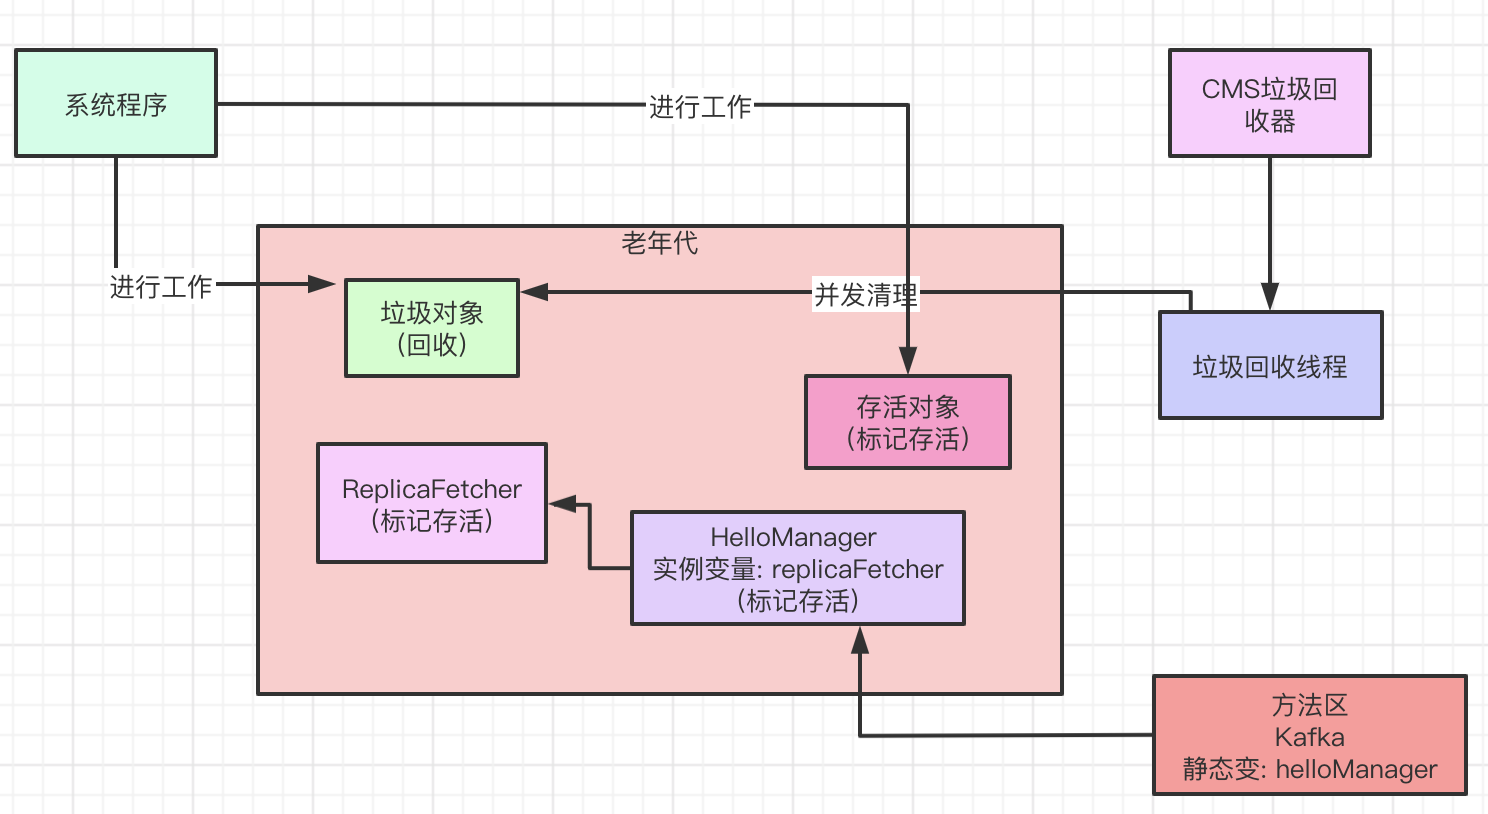 系统程序
进行工作
CMS垃圾回
收器
老年代
进行工作
并发清理
垃圾对象
（回收）
垃圾回收线程
存活对象
（标记存活）
ReplicaFetcher
（标记存活）
HelloManager
实例变量: replicaFetcher
（标记存活）
方法区
Kafka
静态变: helloManager